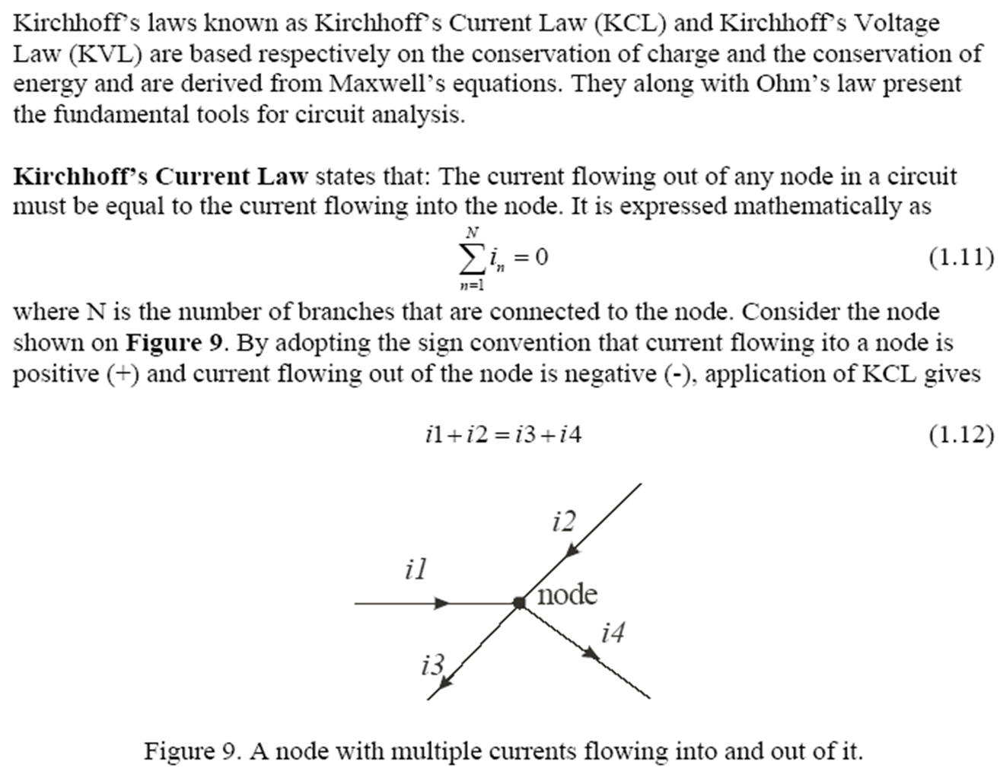 Kirchhoff's laws known as Kirchhoff's Current Law (KCL) and Kirchhoff's Voltage
Law (KVL) are based respectively on the conservation of charge and the conservation of
energy and are derived from Maxwell's equations. They along with Ohm's law present
the fundamental tools for circuit analysis.
Kirchhoff's Current Law states that: The current flowing out of any node in a circuit
must be equal to the current flowing into the node. It is expressed mathematically as
N
∑ i_n = 0 (1.11)
n=1
where N is the number of branches that are connected to the node. Consider the node
shown on Figure 9. By adopting the sign convention that current flowing ito a node is
positive (+) and current flowing out of the node is negative (-), application of KCL gives
i1+i2 = i3+i4 (1.12)
i2
i1
node
i4
i3
Figure 9. A node with multiple currents flowing into and out of it.